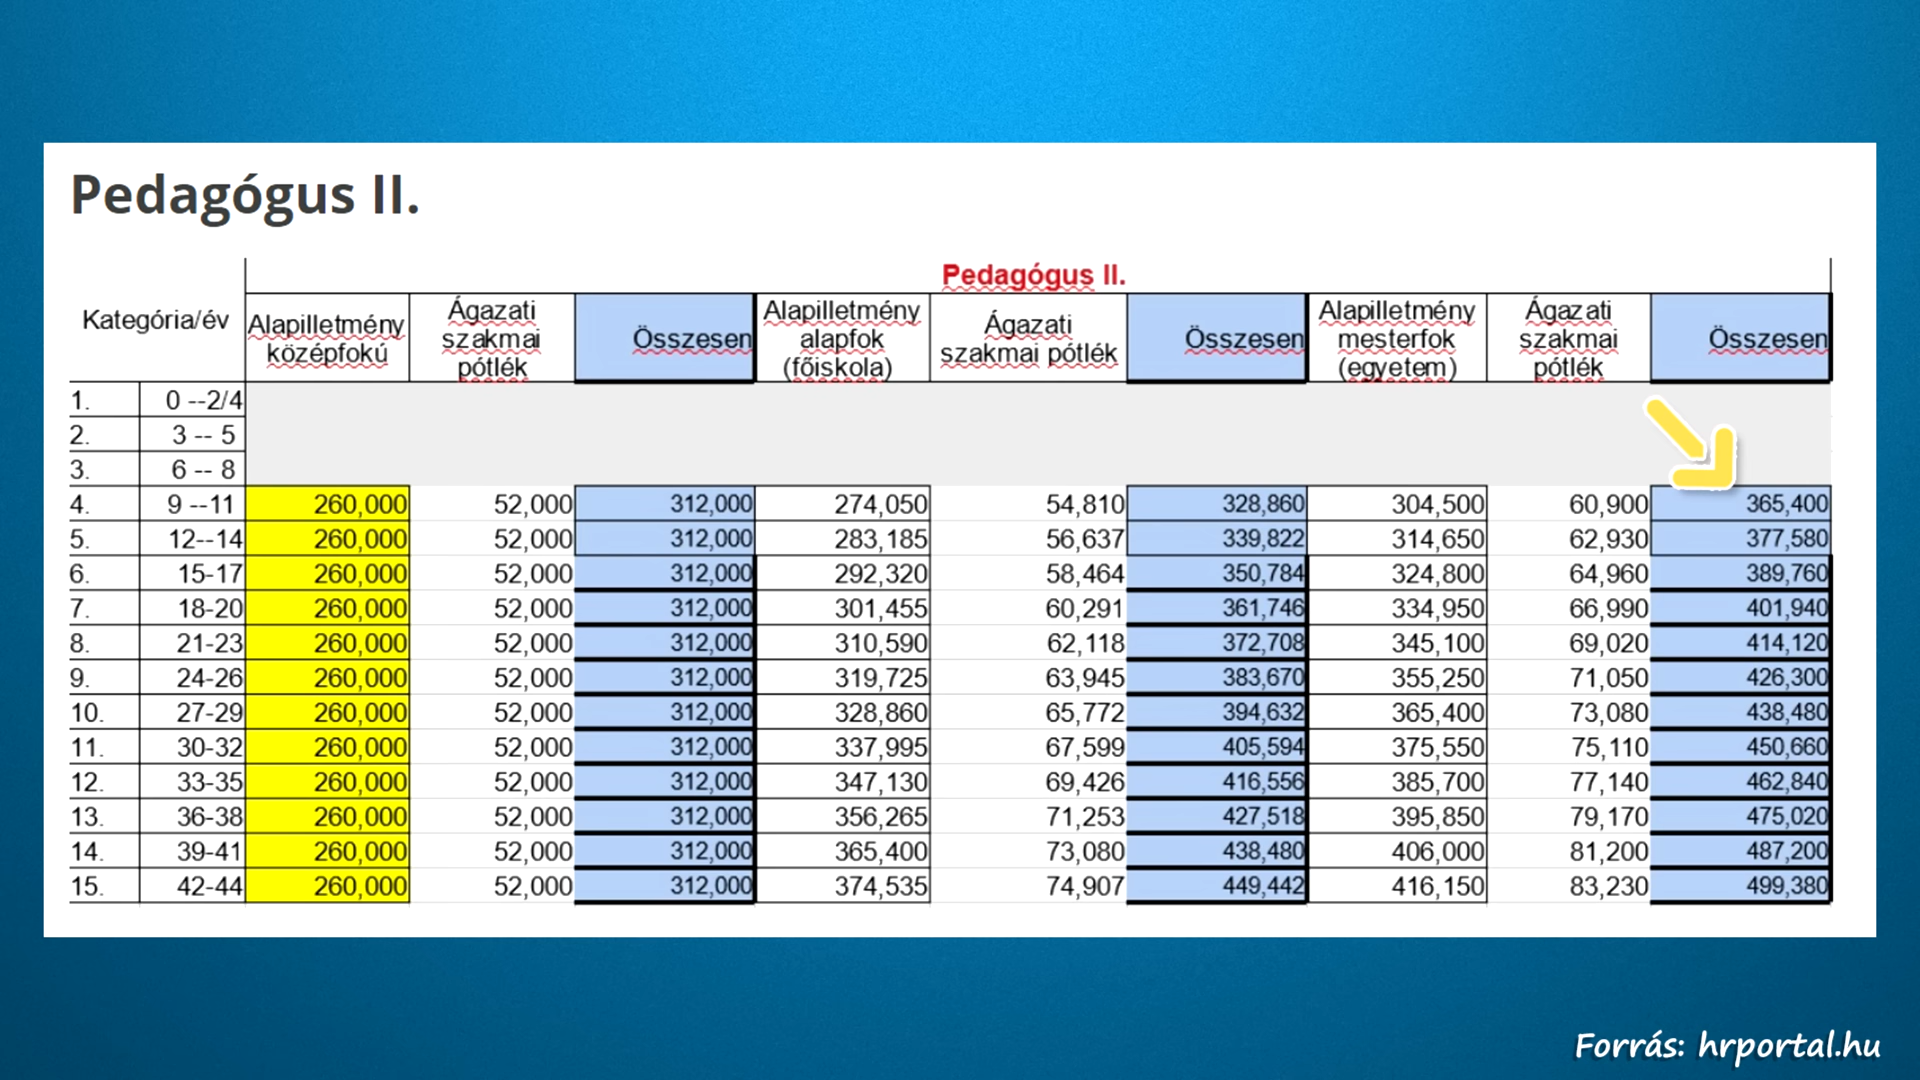 Pedagógus II.
Pedagógus II.
Kategória/év
Alapilletmény középfokú
Ágazati szakmai pótlék
Összesen
Alapilletmény alapfok (főiskola)
Ágazati szakmai pótlék
Összesen
Alapilletmény mesterfok (egyetem)
Ágazati szakmai pótlék
Összesen
1. 0 --2/4
2. 3 -- 5
3. 6 -- 8
4. 9 --11 260,000 52,000 312,000 274,050 54,810 328,860 304,500 60,900 365,400
5. 12--14 260,000 52,000 312,000 283,185 56,637 339,822 314,650 62,930 377,580
6. 15-17 260,000 52,000 312,000 292,320 58,464 350,784 324,800 64,960 389,760
7. 18-20 260,000 52,000 312,000 301,455 60,291 361,746 334,950 66,990 401,940
8. 21-23 260,000 52,000 312,000 310,590 62,118 372,708 345,100 69,020 414,120
9. 24-26 260,000 52,000 312,000 319,725 63,945 383,670 355,250 71,050 426,300
10. 27-29 260,000 52,000 312,000 328,860 65,772 394,632 365,400 73,080 438,480
11. 30-32 260,000 52,000 312,000 337,995 67,599 405,594 375,550 75,110 450,660
12. 33-35 260,000 52,000 312,000 347,130 69,426 416,556 385,700 77,140 462,840
13. 36-38 260,000 52,000 312,000 356,265 71,253 427,518 395,850 79,170 475,020
14. 39-41 260,000 52,000 312,000 365,400 73,080 438,480 406,000 81,200 487,200
15. 42-44 260,000 52,000 312,000 374,535 74,907 449,442 416,150 83,230 499,380
Forrás: hrportal.hu